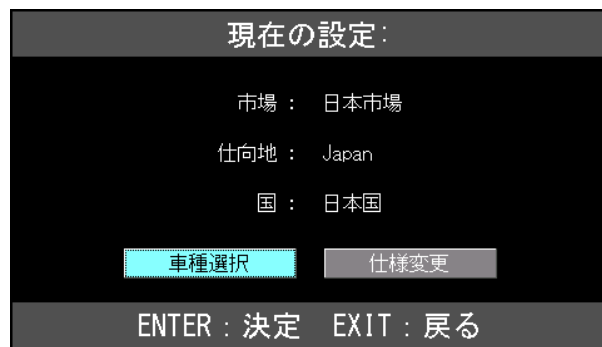 現在の設定:
市場: 日本市場
仕向地: Japan
国: 日本国
車種選択 仕様変更
ENTER:決定 EXIT:戻る